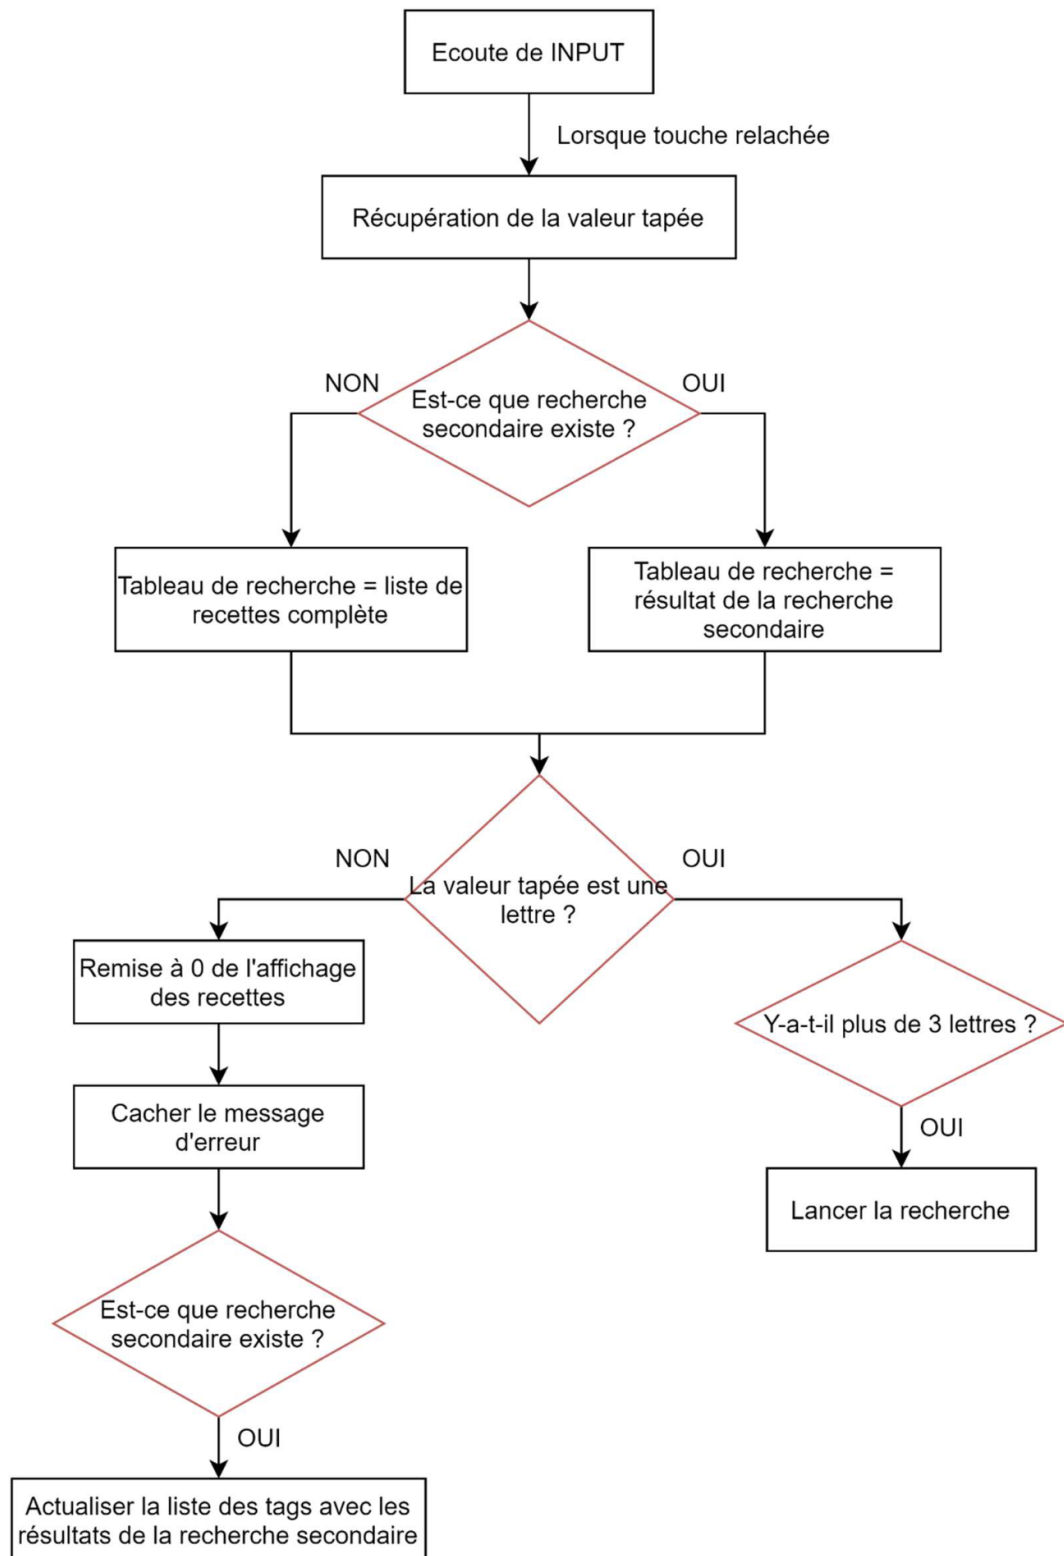 Ecoute de INPUT
Lorsque touche relachée
Récupération de la valeur tapée
NON
OUI
Est-ce que recherche
secondaire existe ?
Tableau de recherche = liste de
recettes complète
Tableau de recherche =
résultat de la recherche
secondaire
NON
OUI
La valeur tapée est une
lettre ?
Remise à 0 de l'affichage
des recettes
Y-a-t-il plus de 3 lettres ?
Cacher le message
d'erreur
OUI
Lancer la recherche
Est-ce que recherche
secondaire existe ?
OUI
Actualiser la liste des tags avec les
résultats de la recherche secondaire